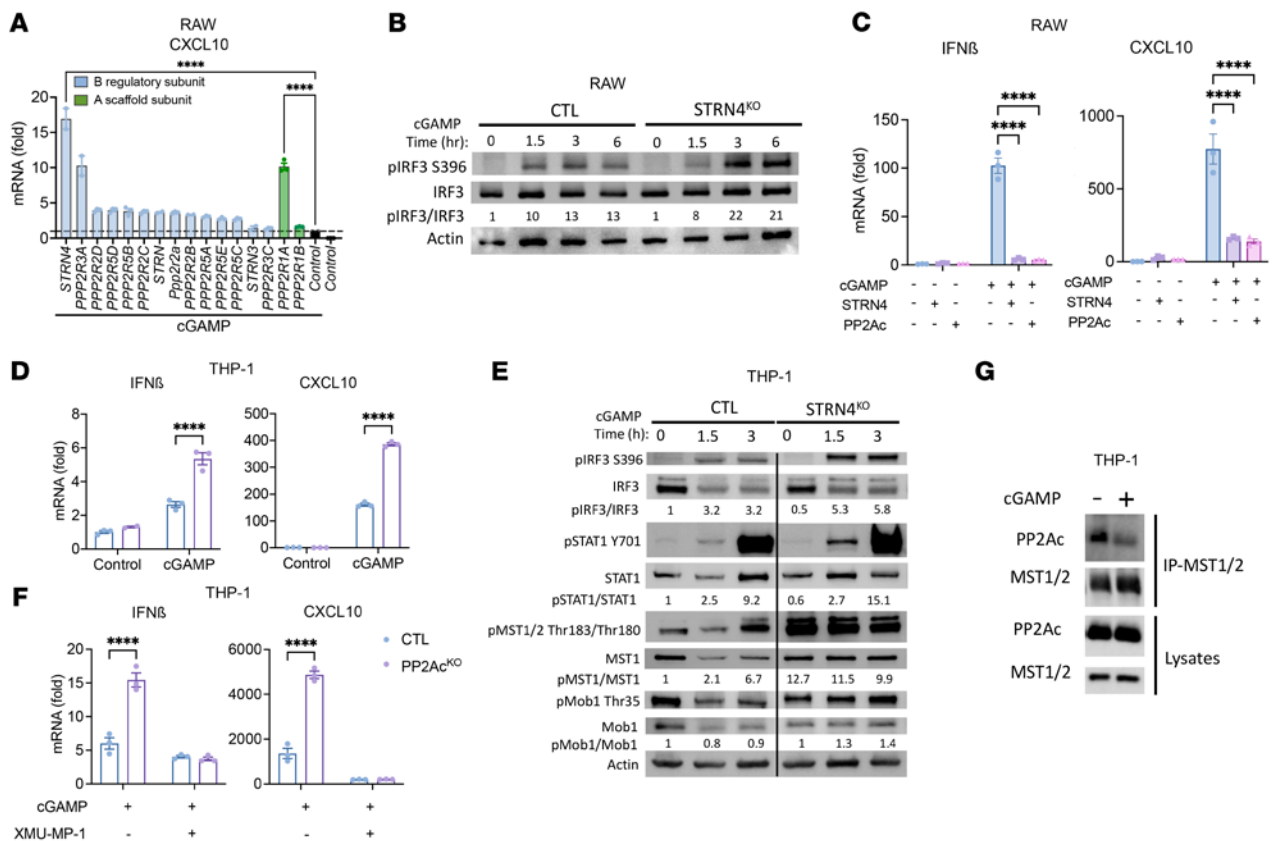 A
RAW
CXCL10
****
B regulatory subunit
A scaffold subunit
****
mRNA (fold)
20
15
10
5
0
STRN4
PPP2R3A
PPP2R2D
PPP2R5D
PPP2R5B
PPP2R2C
STRN
Ppp2r2a
PPP2R2B
PPP2R5A
PPP2R5E
PPP2R5C
STRN3
PPP2R3C
PPP2R1A
PPP2R1B
Control
Control
cGAMP
B
RAW
CTL STRN4KO
cGAMP
Time (hr): 0 1.5 3 6 0 1.5 3 6
pIRF3 S396
IRF3
pIRF3/IRF3 1 10 13 13 1 8 22 21
Actin
C
RAW
IFNß CXCL10
mRNA (fold)
150
100
50
0
****
****
1000
500
0
****
****
cGAMP - - - + + + - - - + + +
STRN4 - + - - + - - + - - + -
PP2Ac - - + - - + - - + - - +
D
THP-1
IFNß CXCL10
mRNA (fold)
8
6
4
2
0
****
Control cGAMP
500
400
300
200
100
0
****
Control cGAMP
E
THP-1
CTL STRN4KO
cGAMP
Time (h): 0 1.5 3 0 1.5 3
pIRF3 S396
IRF3
pIRF3/IRF3 1 3.2 3.2 0.5 5.3 5.8
pSTAT1 Y701
STAT1
pSTAT1/STAT1 1 2.5 9.2 0.6 2.7 15.1
pMST1/2 Thr183/Thr180
MST1
pMST1/MST1 1 2.1 6.7 12.7 11.5 9.9
pMob1 Thr35
Mob1
pMob1/Mob1 1 0.8 0.9 1 1.3 1.4
Actin
F
THP-1
IFNß CXCL10
mRNA (fold)
20
15
10
5
0
****
6000
4000
2000
0
****
CTL
PP2AcKO
cGAMP + + + +
XMU-MP-1 - + - +
G
THP-1
cGAMP - +
PP2Ac
MST1/2
IP-MST1/2
PP2Ac
MST1/2
Lysates